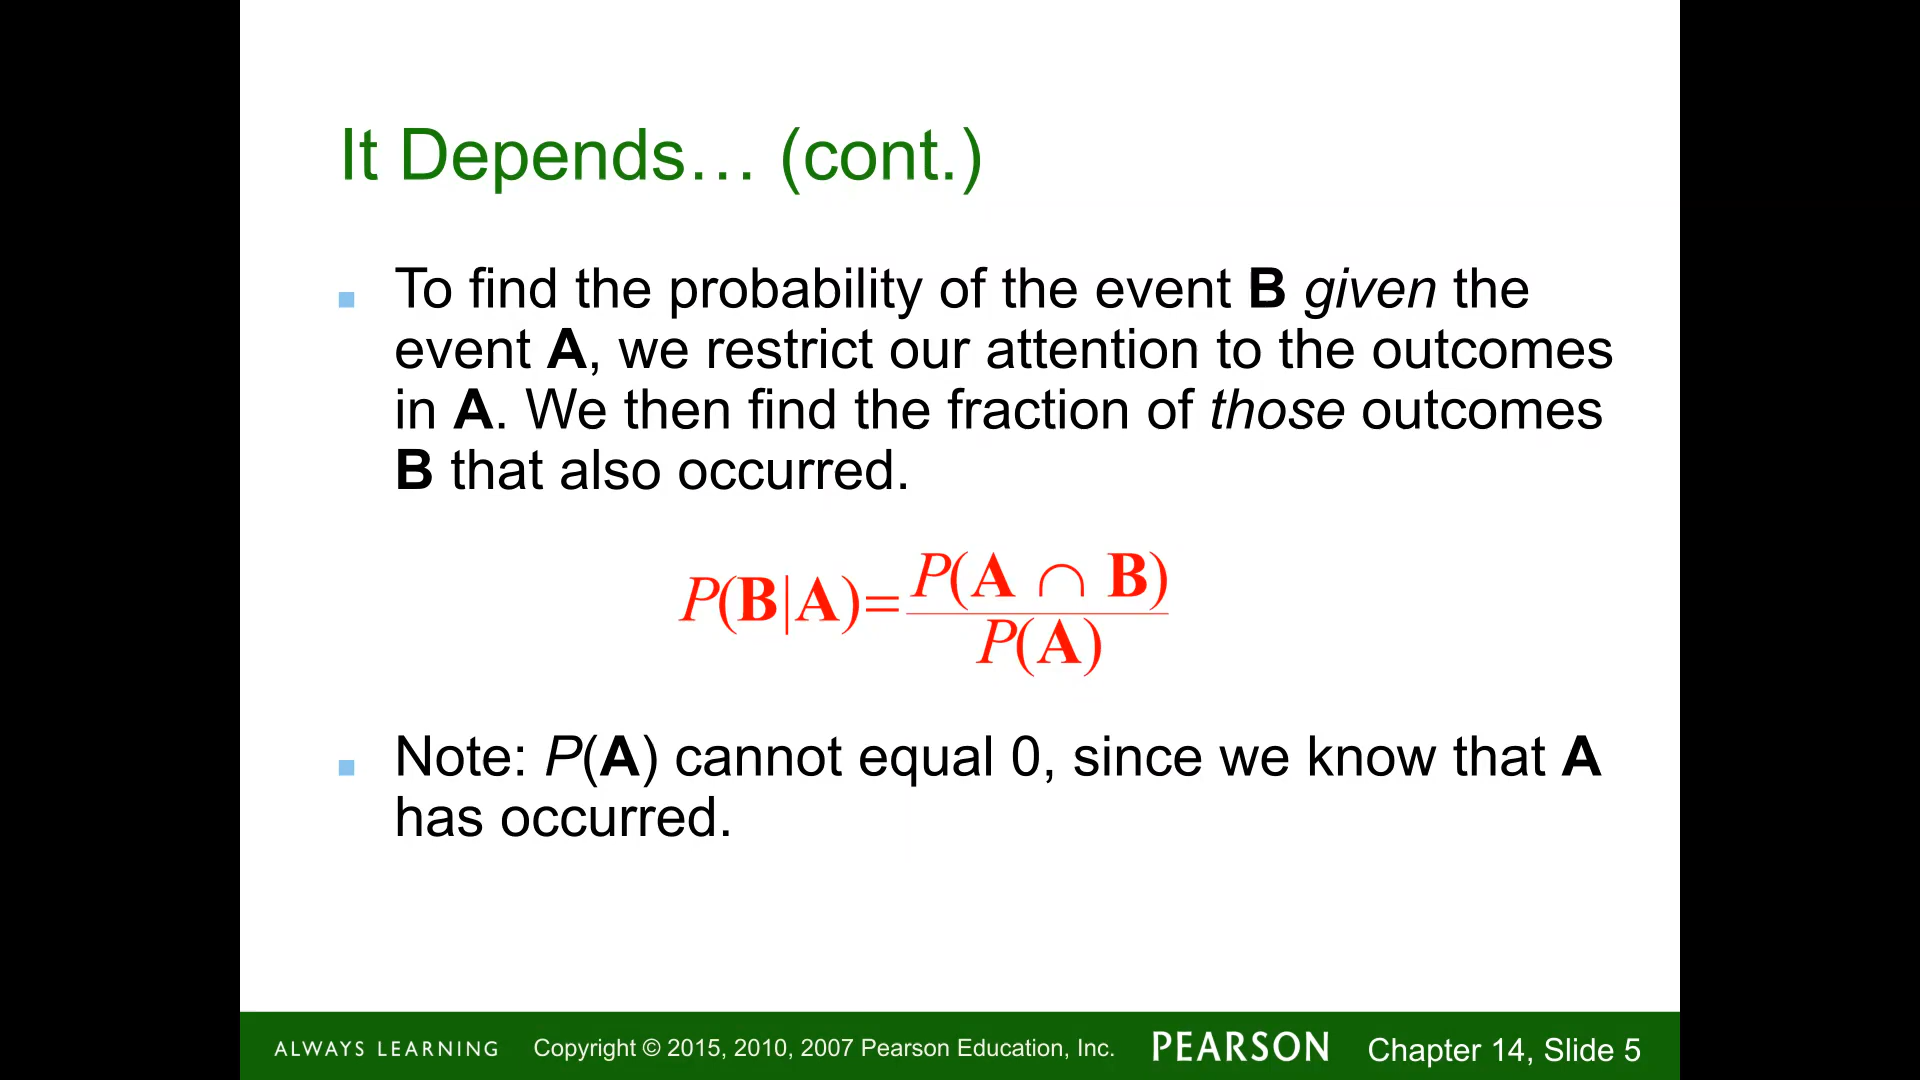 It Depends… (cont.)
To find the probability of the event B given the
event A, we restrict our attention to the outcomes
in A. We then find the fraction of those outcomes
B that also occurred.
P(B|A)=P(A ∩ B)
P(A)
Note: P(A) cannot equal 0, since we know that A
has occurred.
ALWAYS LEARNING Copyright © 2015, 2010, 2007 Pearson Education, Inc. PEARSON Chapter 14, Slide 5